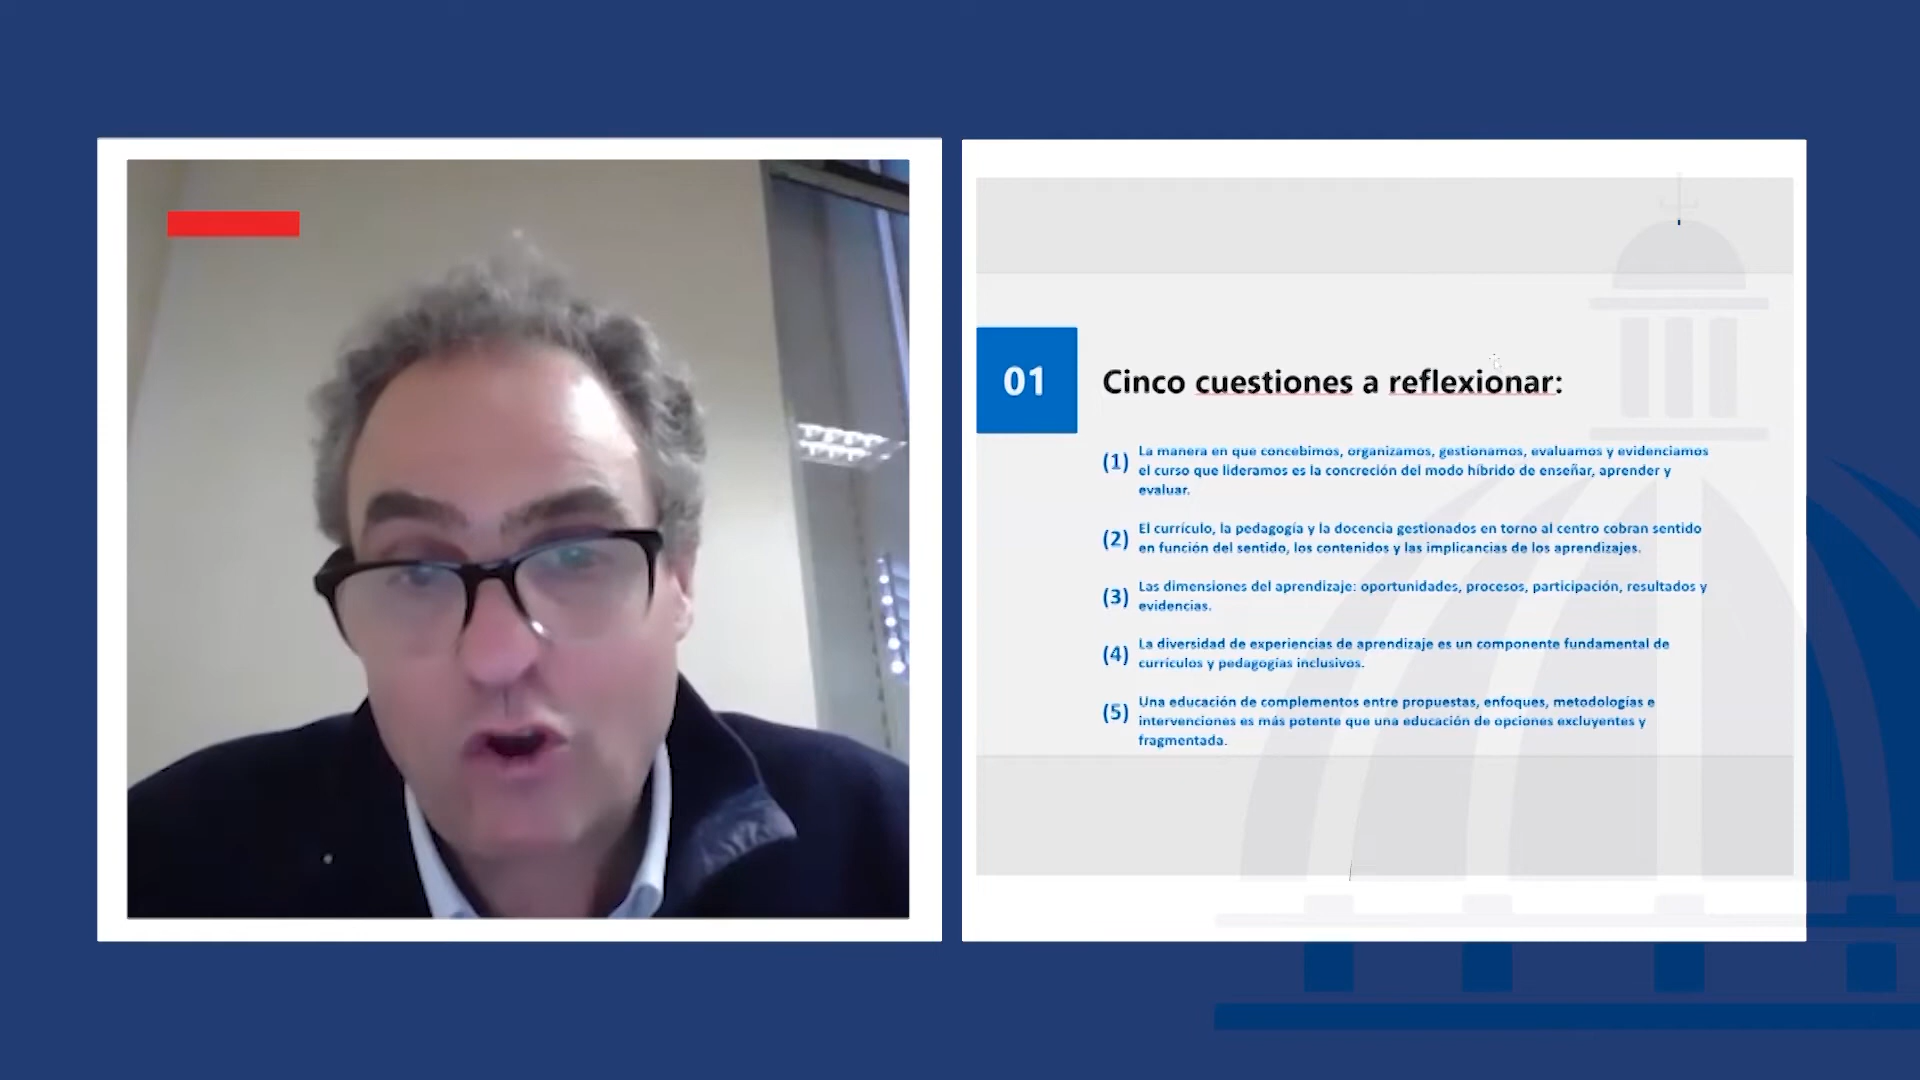 01
Cinco cuestiones a reflexionar:
(1) La manera en que concebimos, organizamos, gestionamos, evaluamos y evidenciamos
el curso que lideramos es la concreción del modo híbrido de enseñar, aprender y
evaluar.
(2) El currículo, la pedagogía y la docencia gestionados en torno al centro cobran sentido
en función del sentido, los contenidos y las implicancias de los aprendizajes.
(3) Las dimensiones del aprendizaje: oportunidades, procesos, participación, resultados y
evidencias.
(4) La diversidad de experiencias de aprendizaje es un componente fundamental de
currículos y pedagogías inclusivos.
(5) Una educación de complementos entre propuestas, enfoques, metodologías e
intervenciones es más potente que una educación de opciones excluyentes y
fragmentada.